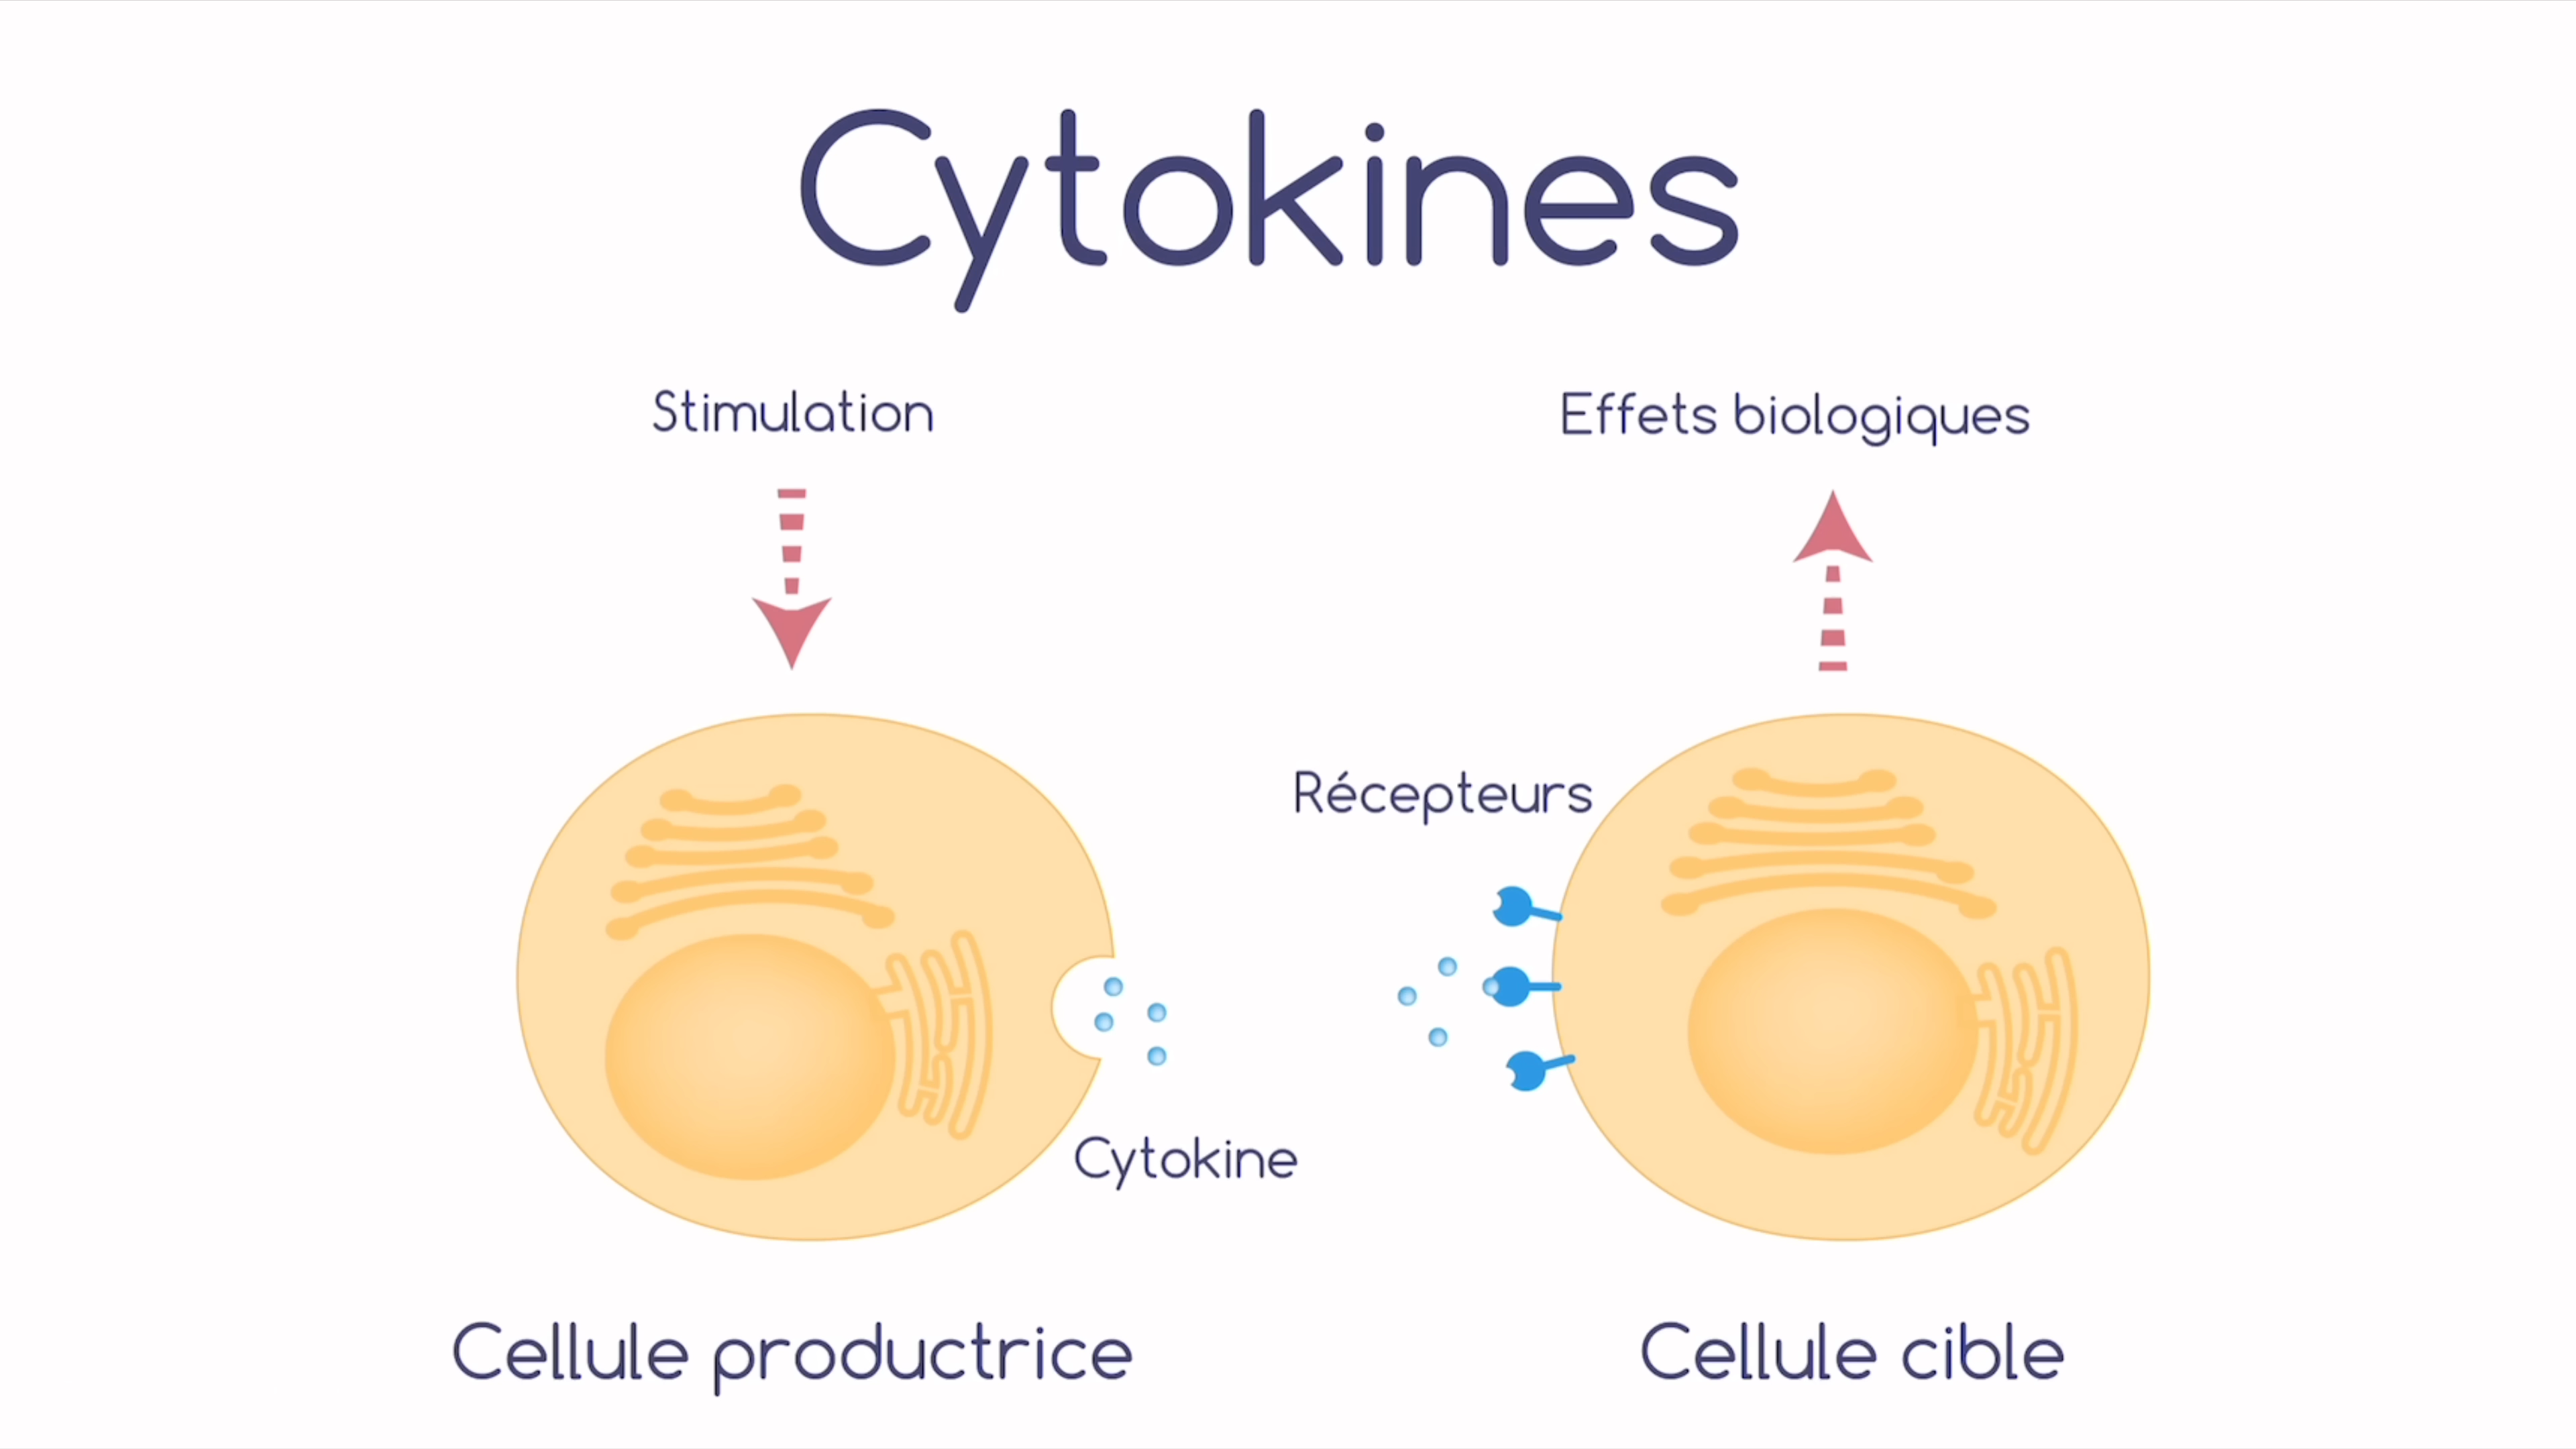 Cytokines
Stimulation
Effets biologiques
Récepteurs
Cytokine
Cellule productrice
Cellule cible